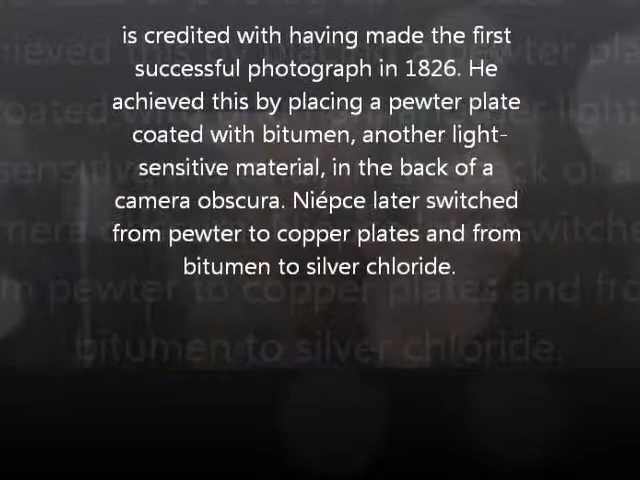 is credited with having made the first
successful photograph in 1826. He
achieved this by placing a pewter plate
coated with bitumen, another light-
sensitive material, in the back of a
camera obscura. Niépce later switched
from pewter to copper plates and from
bitumen to silver chloride.